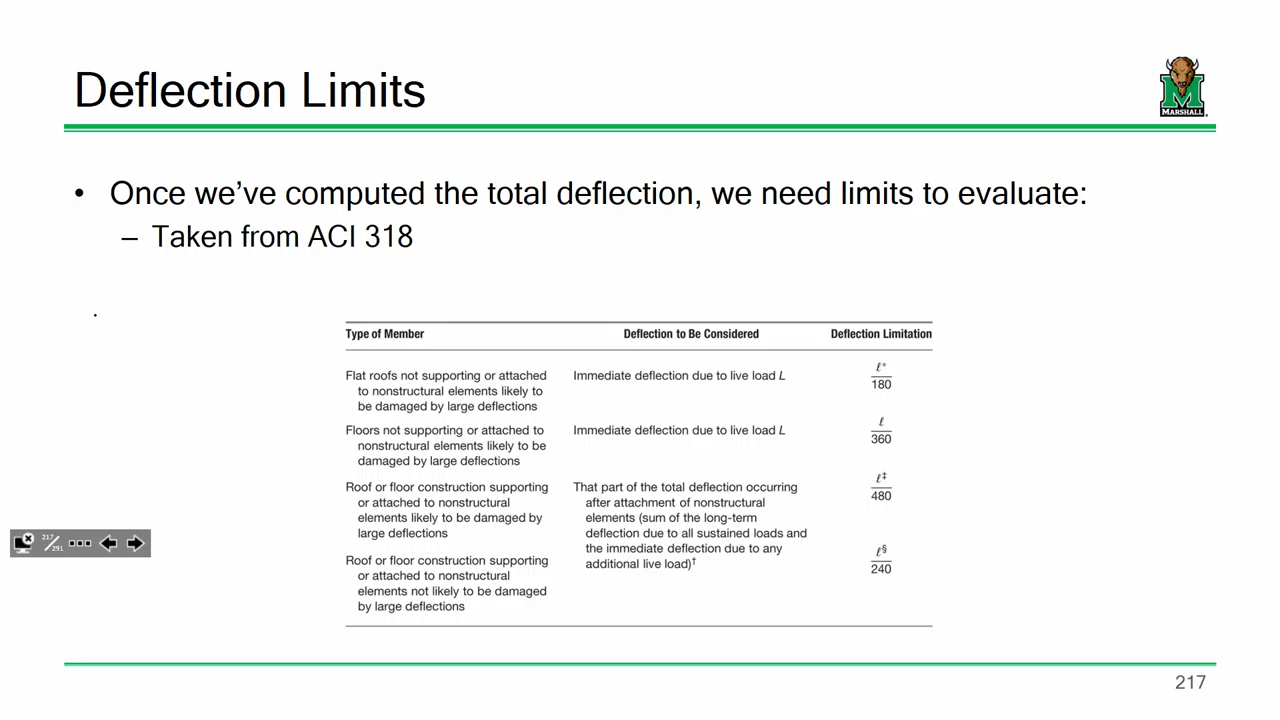 Deflection Limits
MARSHALL
• Once we’ve computed the total deflection, we need limits to evaluate:
– Taken from ACI 318
Type of Member Deflection to Be Considered Deflection Limitation
Flat roofs not supporting or attached
to nonstructural elements likely to
be damaged by large deflections
Immediate deflection due to live load L
ℓ*
180
Floors not supporting or attached to
nonstructural elements likely to be
damaged by large deflections
Immediate deflection due to live load L
ℓ
360
Roof or floor construction supporting
or attached to nonstructural
elements likely to be damaged by
large deflections
That part of the total deflection occurring
after attachment of nonstructural
elements (sum of the long-term
deflection due to all sustained loads and
the immediate deflection due to any
additional live load)†
ℓ‡
480
Roof or floor construction supporting
or attached to nonstructural
elements not likely to be damaged
by large deflections
ℓ§
240
217/291
217